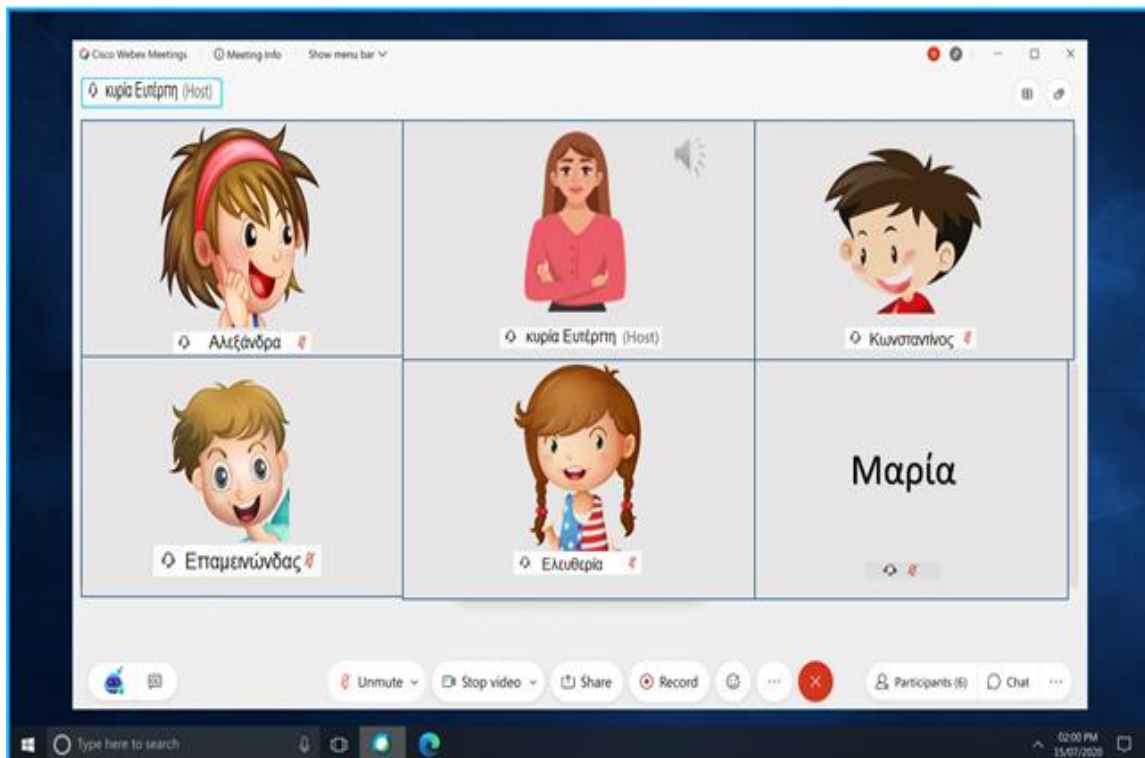 Cisco Webex Meetings Meeting Info Show menu bar
κυρία Ευτέρπη (Host)
Αλεξάνδρα
κυρία Ευτέρπη (Host)
Κωνσταντίνος
Μαρία
Επαμεινώνδας
Ελευθερία
Unmute Stop video Share Record Participants (6) Chat
Type here to search
02:00 PM
15/07/2020